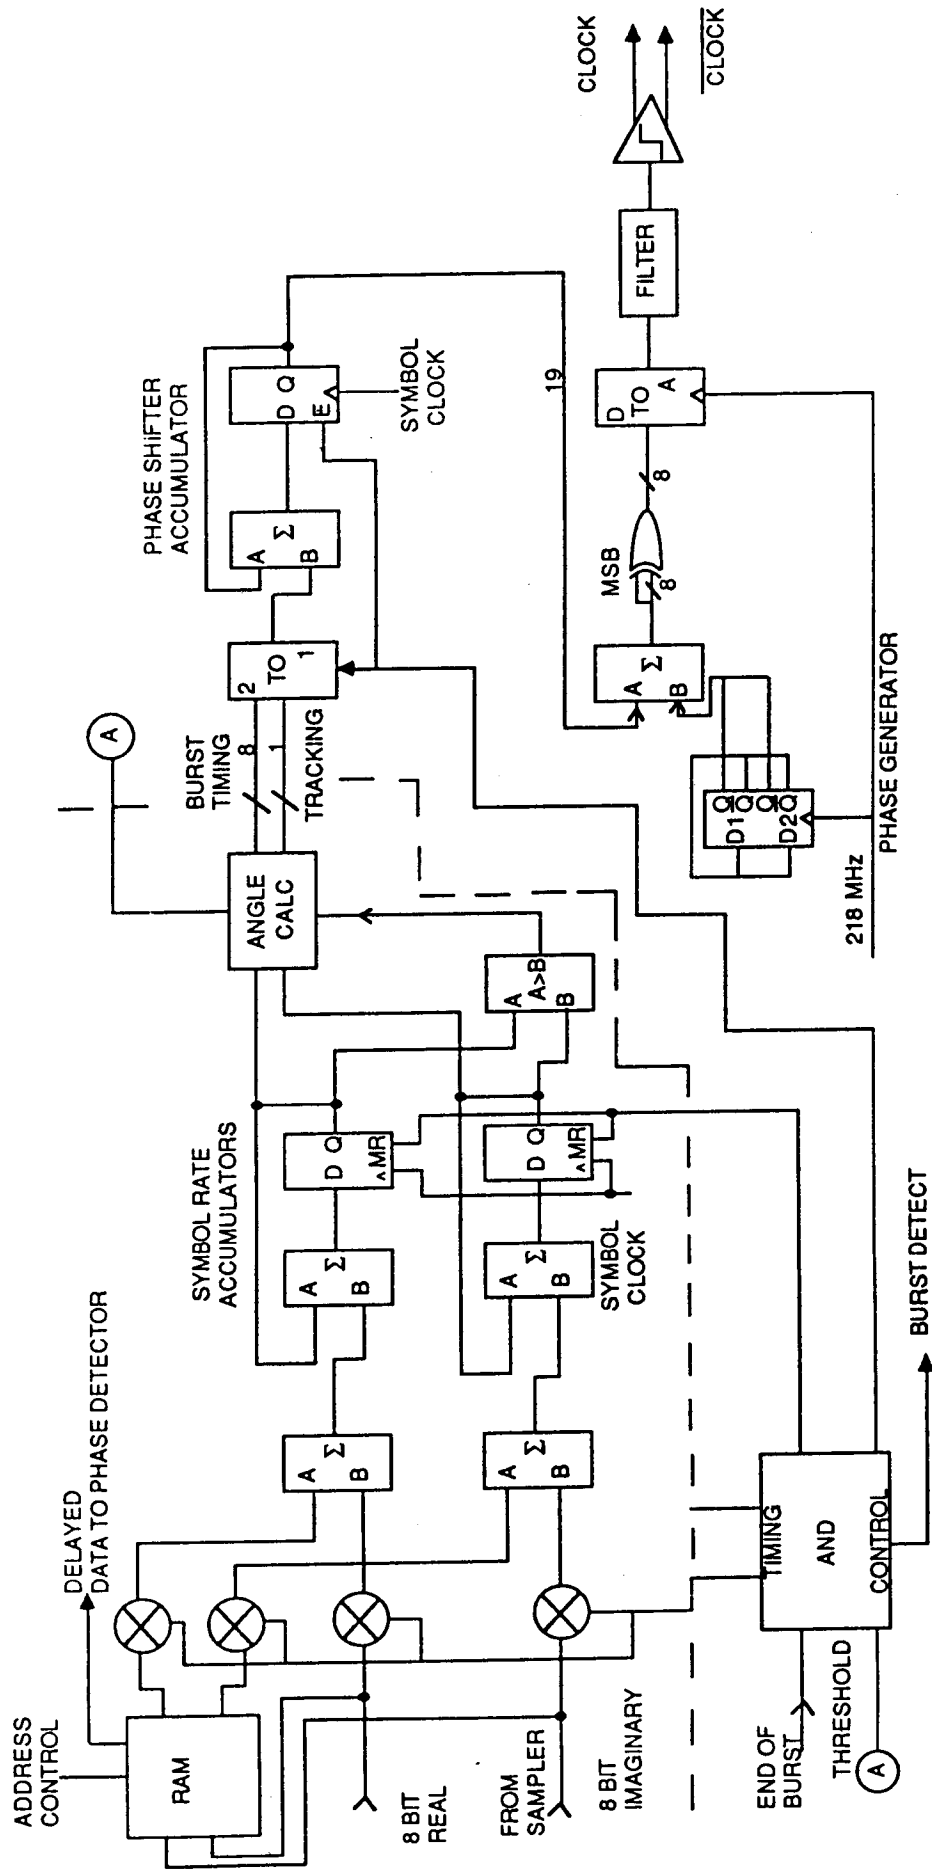 ADDRESS
CONTROL
DELAYED
DATA TO PHASE DETECTOR
RAM
8 BIT
REAL
FROM
SAMPLER
8 BIT
IMAGINARY
A
Σ
B
A
Σ
B
SYMBOL RATE
ACCUMULATORS
A
Σ
B
A
Σ
B
D Q
^MR
D Q
^MR
SYMBOL
CLOCK
A
A>B
B
ANGLE
CALC
A
BURST
TIMING
8
1
TRACKING
2
TO
1
PHASE SHIFTER
ACCUMULATOR
A
Σ
B
D Q
E
SYMBOL
CLOCK
19
END OF
BURST
THRESHOLD
A
TIMING
AND
CONTROL
BURST DETECT
218 MHz
PHASE GENERATOR
D1 Q
Q
Q
D2 Q
A
Σ
B
MSB
8
8
D
TO
A
FILTER
CLOCK
CLOCK